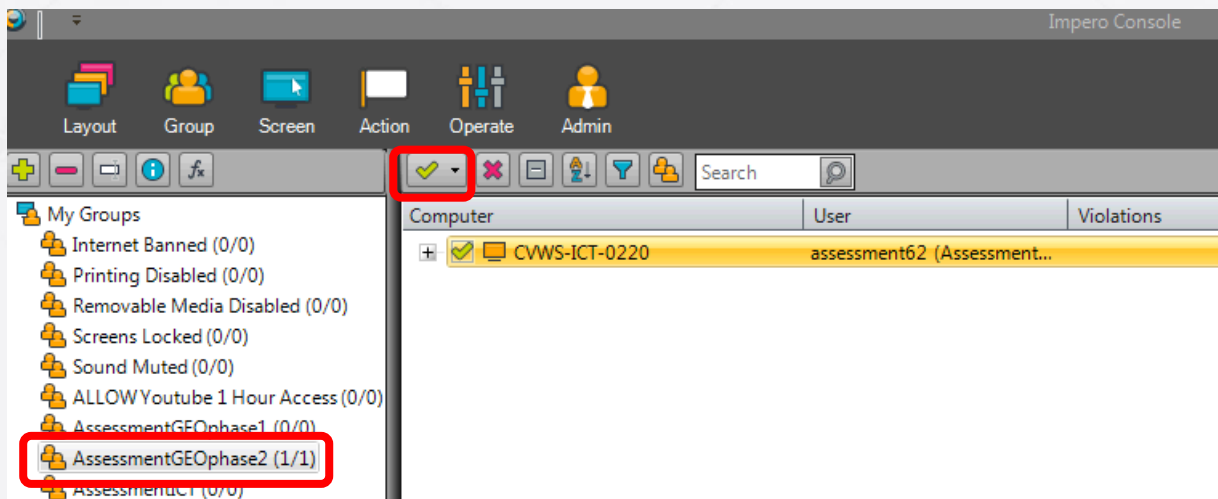 Impero Console
Layout Group Screen Action Operate Admin
fx
Search
My Groups
Internet Banned (0/0)
Printing Disabled (0/0)
Removable Media Disabled (0/0)
Screens Locked (0/0)
Sound Muted (0/0)
ALLOW Youtube 1 Hour Access (0/0)
AssessmentGEOphase1 (0/0)
AssessmentGEOphase2 (1/1)
AssessmentICT (0/0)
Computer User Violations
CVWS-ICT-0220 assessment62 (Assessment...